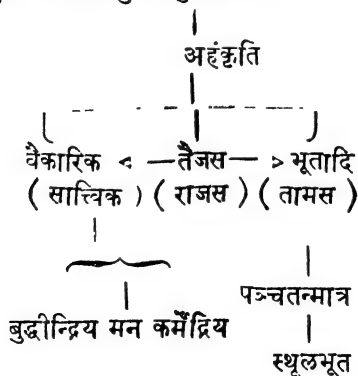 अहंकृति
वैकारिक < —तैजस— > भूतादि
( सात्त्विक ) ( राजस ) ( तामस )
पञ्चतन्मात्र
बुद्धीन्द्रिय मन कर्मेंद्रिय
स्थूलभूत